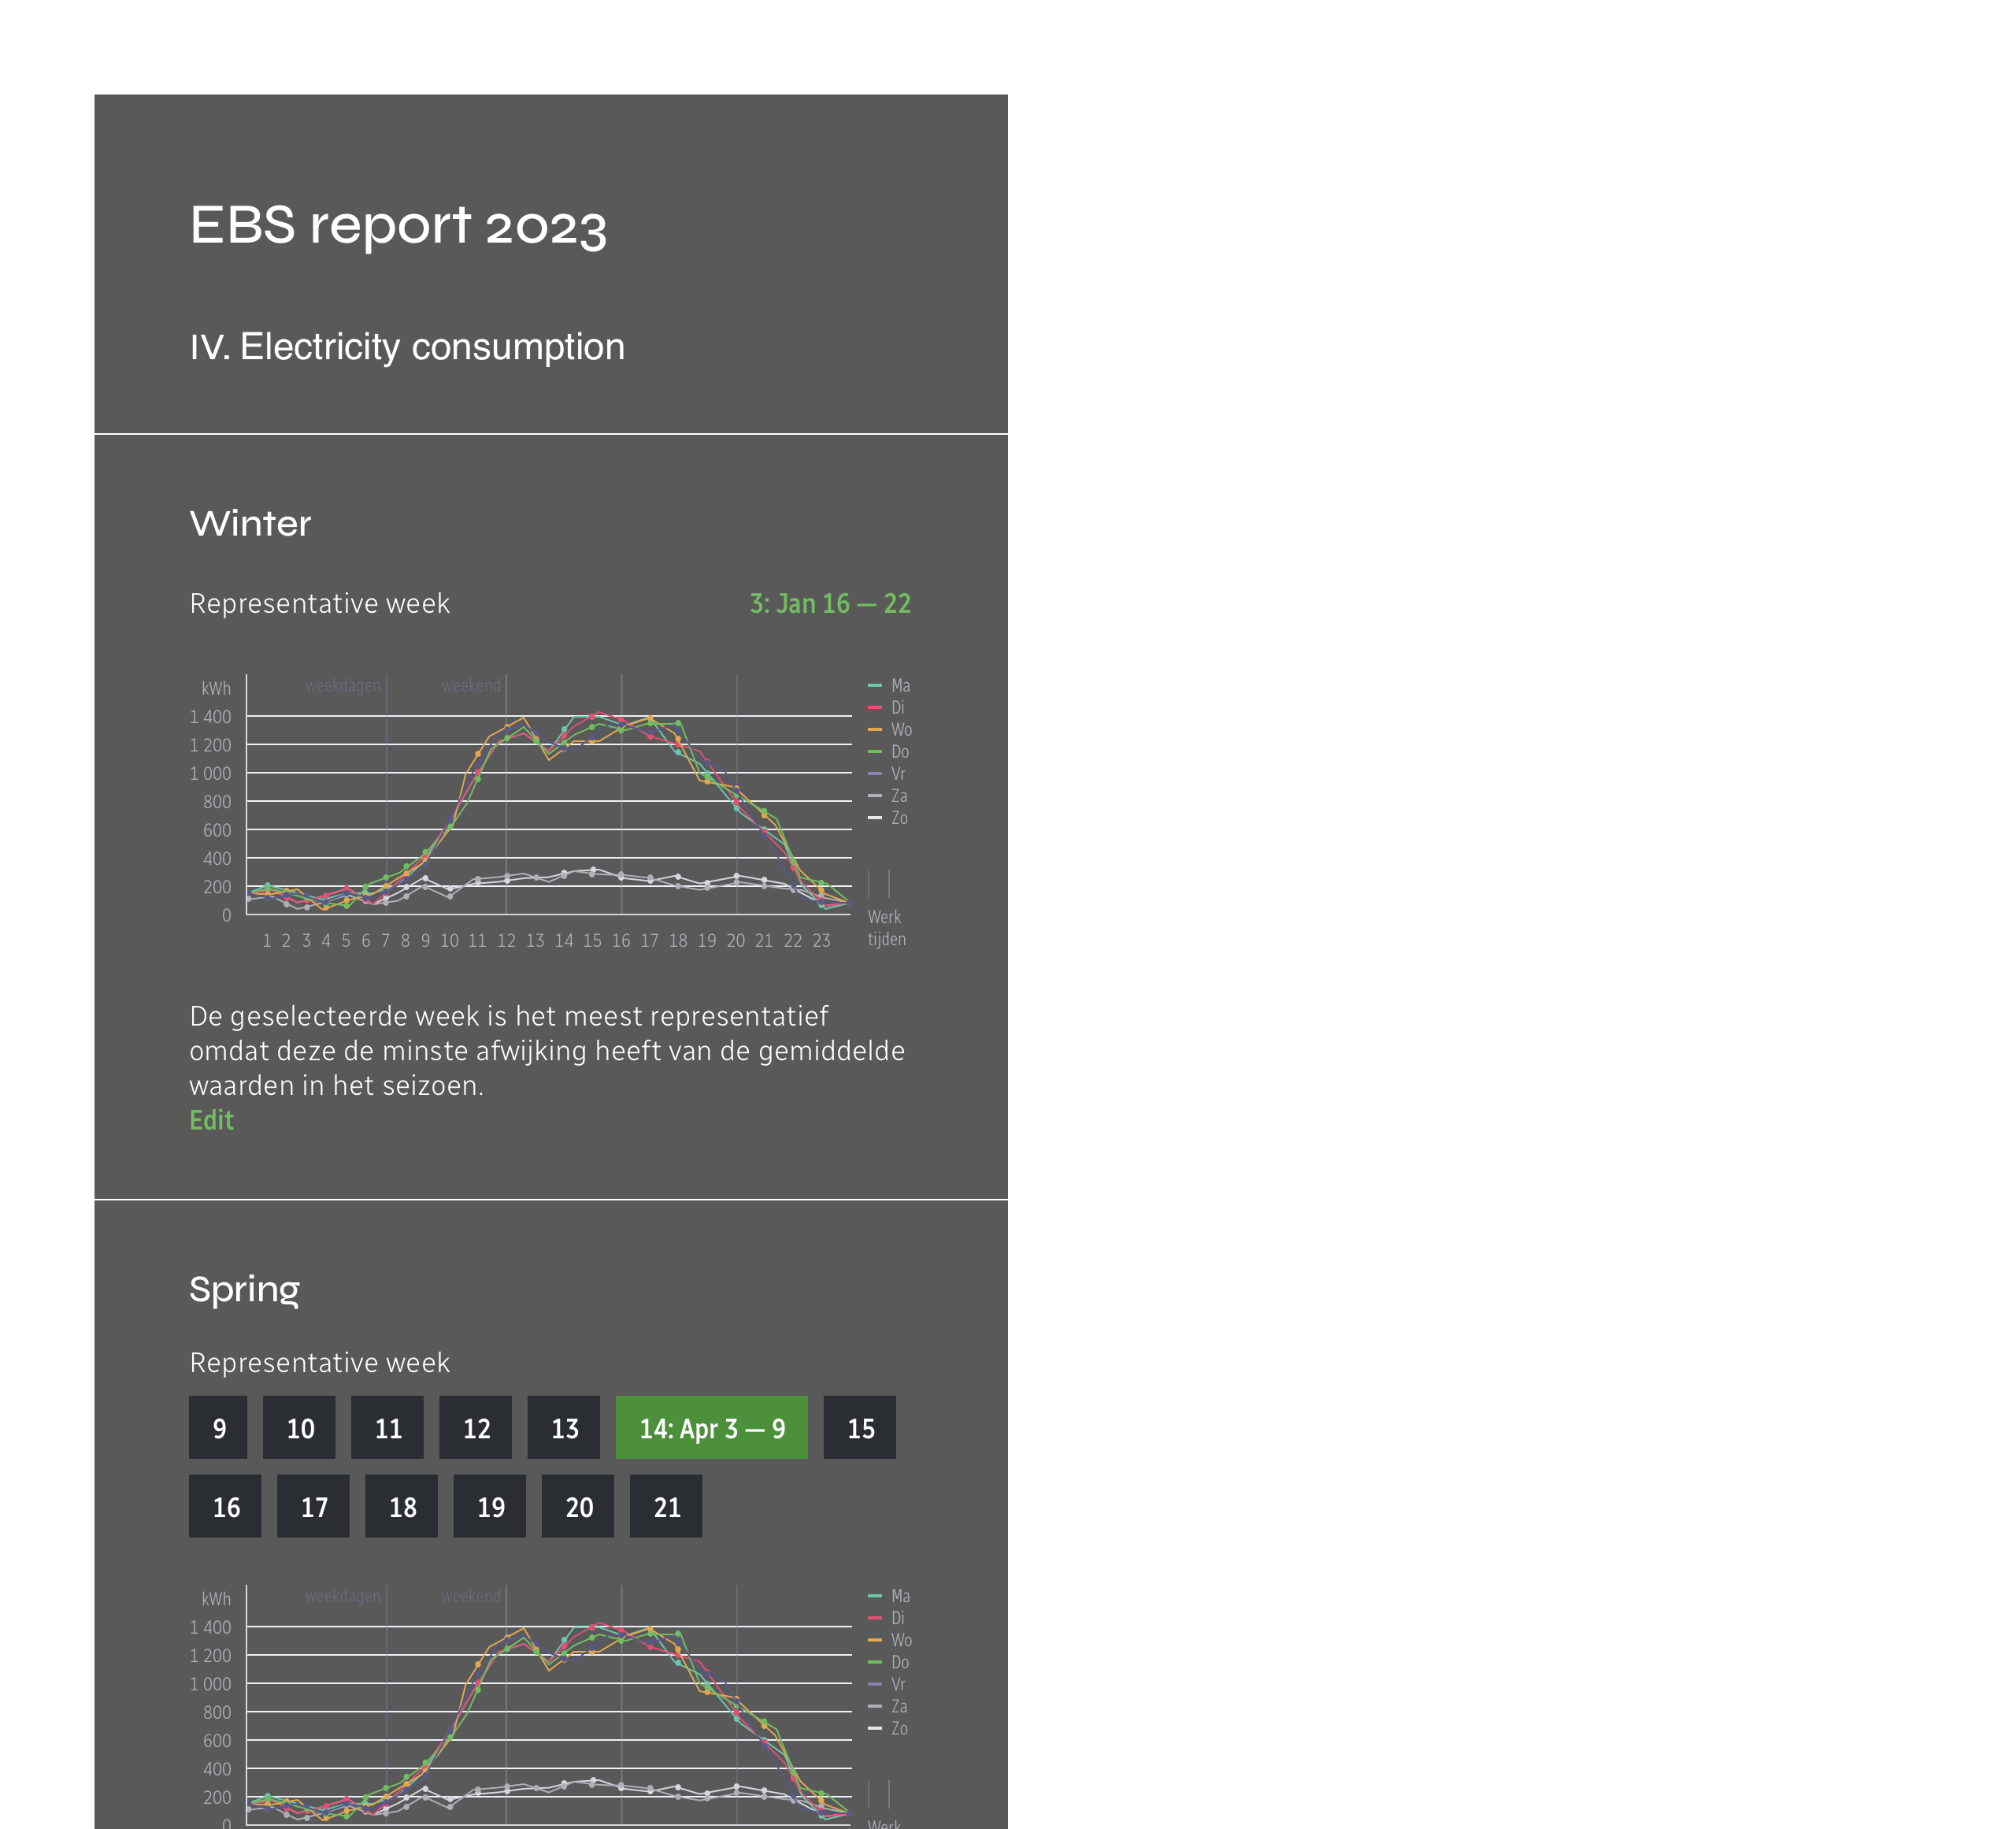 EBS report 2023
IV. Electricity consumption
Winter
Representative week 3: Jan 16 — 22
kWh weekdagen weekend Ma
1 400 Di
1 200 Wo
1 000 Do
800 Vr
600 Za
400 Zo
200
0 Werk
1 2 3 4 5 6 7 8 9 10 11 12 13 14 15 16 17 18 19 20 21 22 23 tijden
De geselecteerde week is het meest representatief
omdat deze de minste afwijking heeft van de gemiddelde
waarden in het seizoen.
Edit
Spring
Representative week
9 10 11 12 13 14: Apr 3 — 9 15
16 17 18 19 20 21
kWh weekdagen weekend Ma
1 400 Di
1 200 Wo
1 000 Do
800 Vr
600 Za
400 Zo
200
0 Werk